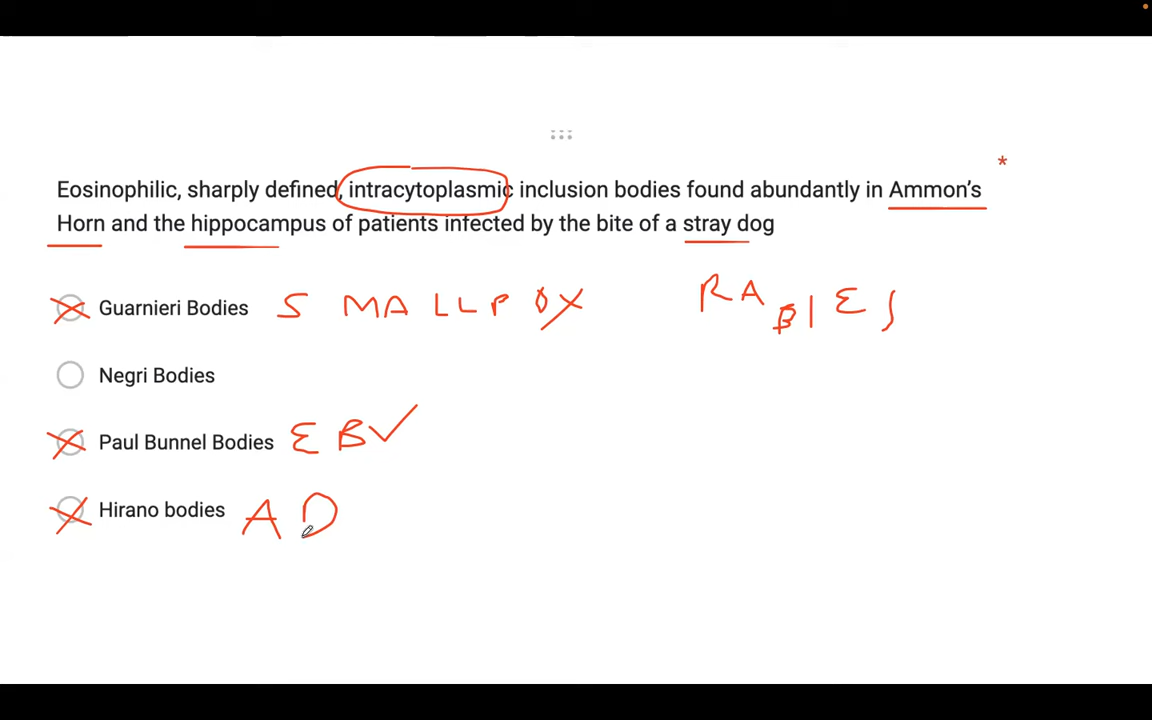 Eosinophilic, sharply defined, intracytoplasmic inclusion bodies found abundantly in Ammon's *
Horn and the hippocampus of patients infected by the bite of a stray dog
Guarnieri Bodies SMALLPOX RABIES
Negri Bodies
Paul Bunnel Bodies EBV
Hirano bodies AD